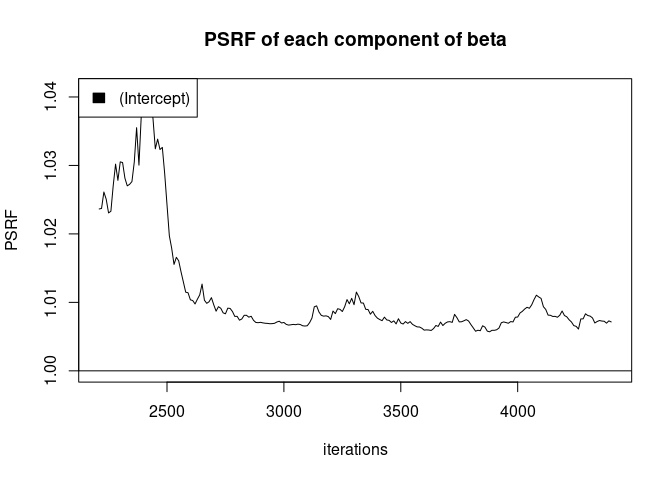 PSRF of each component of beta
(Intercept)
PSRF
1.04
1.03
1.02
1.01
1.00
2500 3000 3500 4000
iterations